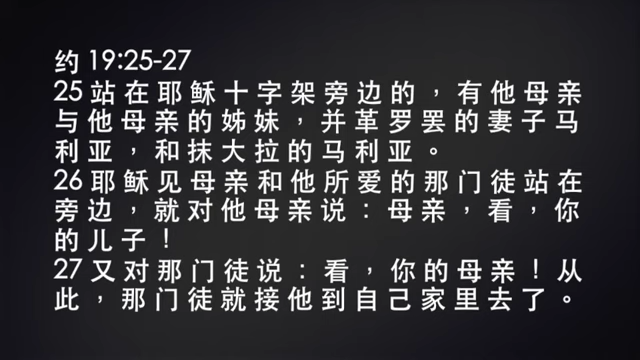 约 19:25-27
25 站在耶稣十字架旁边的，有他母亲
与他母亲的姊妹，并革罗罢的妻子马
利亚，和抹大拉的马利亚。
26 耶稣见母亲和他所爱的那门徒站在
旁边，就对他母亲说：母亲，看，你
的儿子！
27 又对那门徒说：看，你的母亲！从
此，那门徒就接他到自己家里去了。